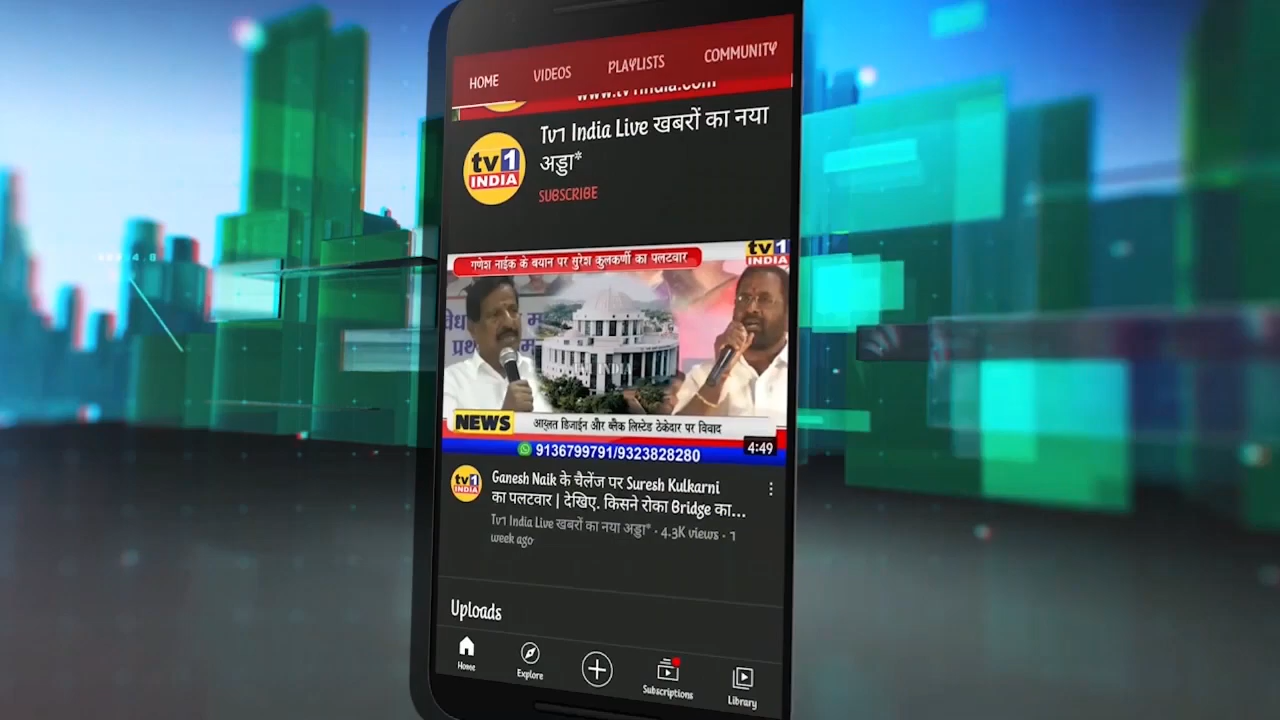 HOME VIDEOS PLAYLISTS COMMUNITY
www.tv1india.com
Tv1 India Live खबरों का नया
अड्डा*
tv1
INDIA
SUBSCRIBE
गणेश नाईक के बयान पर सुरेश कुलकर्णी का पलटवार
tv1
INDIA
NEWS
आय्लत डिजाईन और ब्लैक लिस्टेड ठेकेदार पर विवाद
9136799791/9323828280
4:49
tv1
INDIA
Ganesh Naik के चैलेंज पर Suresh Kulkarni
का पलटवार | देखिए. किसने रोका Bridge का...
Tv1 India Live खबरों का नया अड्डा* · 4.3K views · 1
week ago
Uploads
Home Explore Subscriptions Library